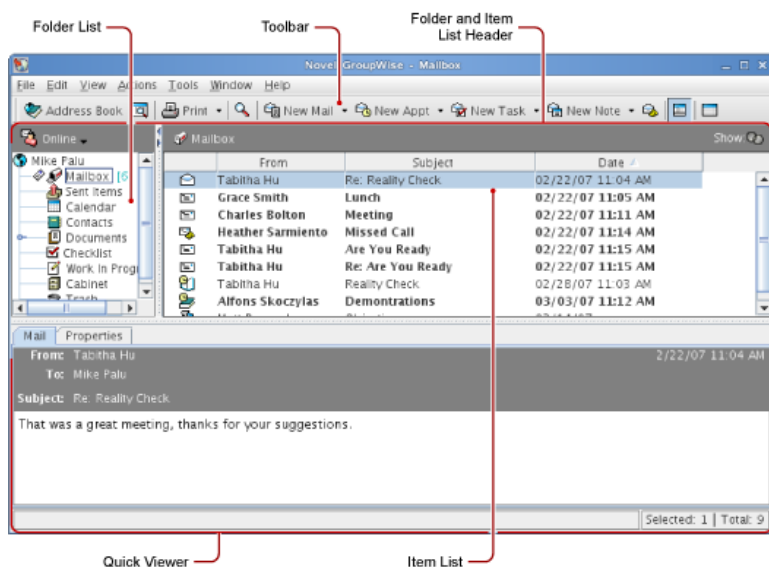 Folder List
Toolbar
Folder and Item
List Header
Novell GroupWise - Mailbox
File Edit View Actions Tools Window Help
Address Book Print New Mail New Appt New Task New Note
Online
Mailbox
Show
Mike Palu
Mailbox [6
Sent Items
Calendar
Contacts
Documents
Checklist
Work In Progr
Cabinet
Trash
From Subject Date
Tabitha Hu Re: Reality Check 02/22/07 11:04 AM
Grace Smith Lunch 02/22/07 11:05 AM
Charles Bolton Meeting 02/22/07 11:11 AM
Heather Sarmiento Missed Call 02/22/07 11:14 AM
Tabitha Hu Are You Ready 02/22/07 11:15 AM
Tabitha Hu Re: Are You Ready 02/22/07 11:15 AM
Tabitha Hu Reality Check 02/28/07 11:03 AM
Alfons Skoczylas Demontrations 03/03/07 11:12 AM
Mail Properties
From: Tabitha Hu 2/22/07 11:04 AM
To: Mike Palu
Subject: Re: Reality Check
That was a great meeting, thanks for your suggestions.
Selected: 1 Total: 9
Quick Viewer
Item List